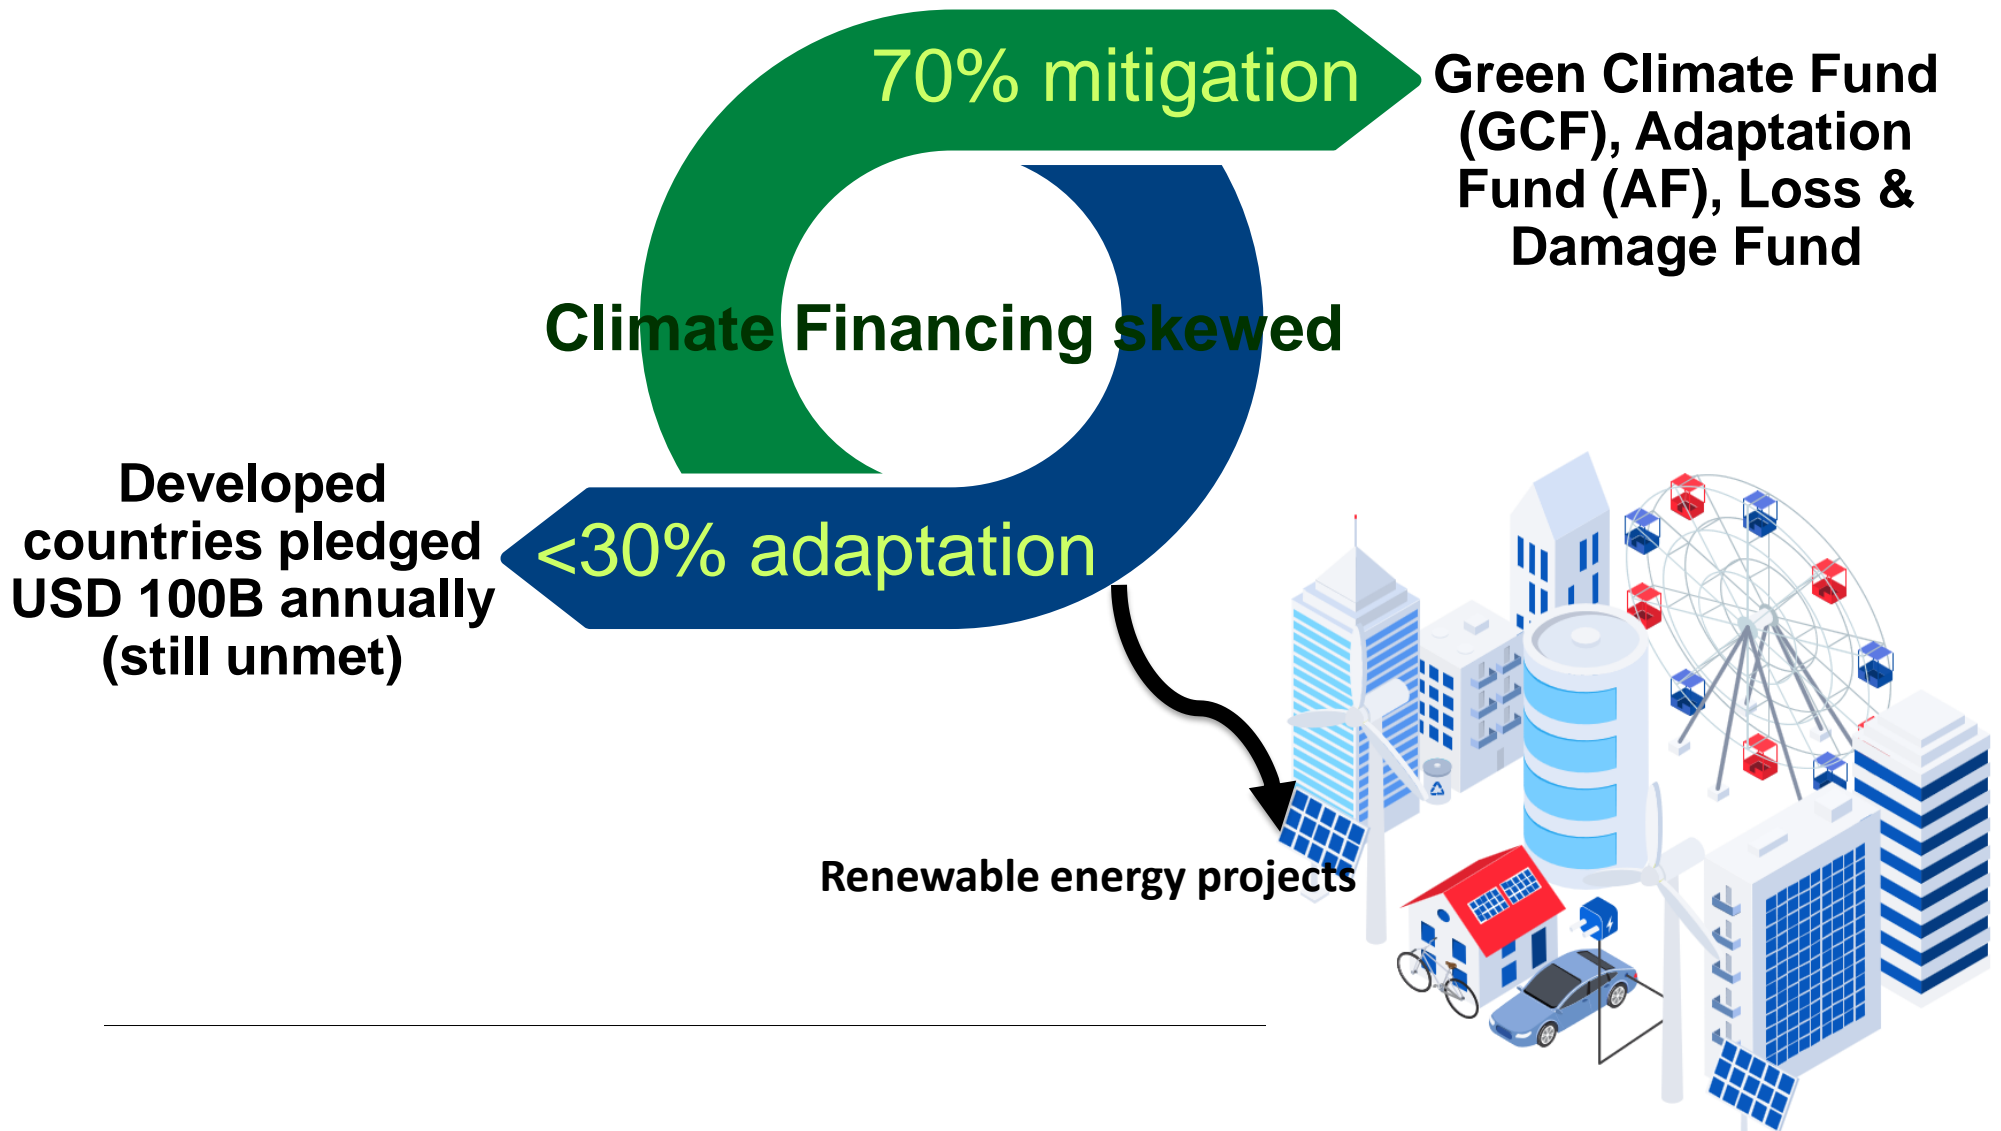 70% mitigation
Green Climate Fund
(GCF), Adaptation
Fund (AF), Loss &
Damage Fund
Climate Financing skewed
Developed
countries pledged
USD 100B annually
(still unmet)
<30% adaptation
Renewable energy projects